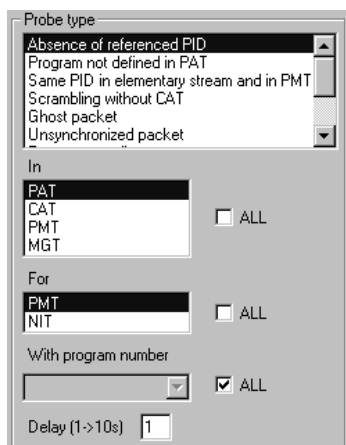 Probe type
Absence of referenced PID
Program not defined in PAT
Same PID in elementary stream and in PMT
Scrambling without CAT
Ghost packet
Unsynchronized packet
In
PAT
CAT
PMT
MGT
ALL
For
PMT
NIT
ALL
With program number
ALL
Delay (1->10s) 1